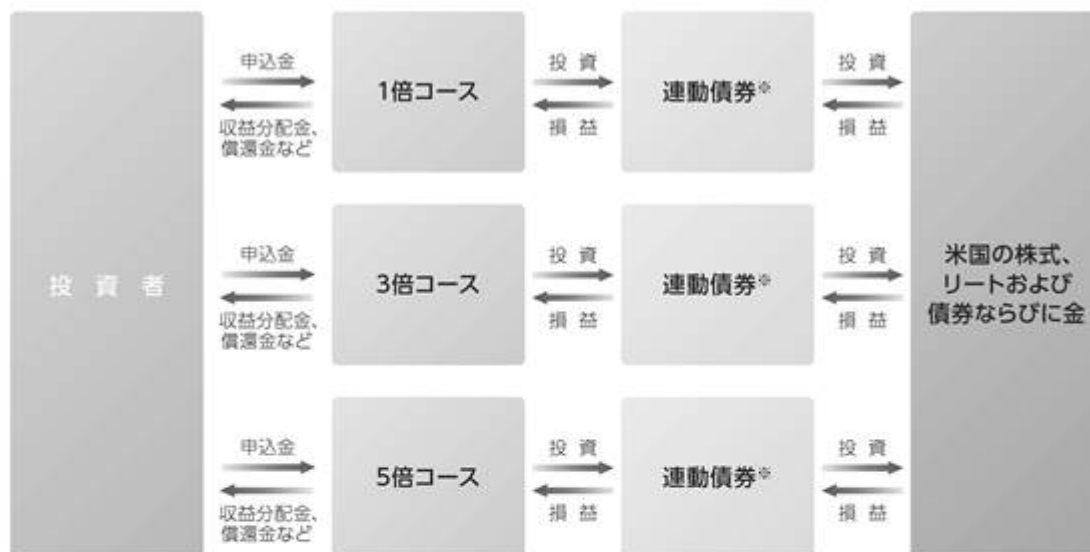 投資者
申込金
収益分配金、
償還金など
1倍コース
投資
損益
連動債券※
投資
損益
申込金
収益分配金、
償還金など
3倍コース
投資
損益
連動債券※
投資
損益
申込金
収益分配金、
償還金など
5倍コース
投資
損益
連動債券※
投資
損益
米国の株式、
リートおよび
債券ならびに金